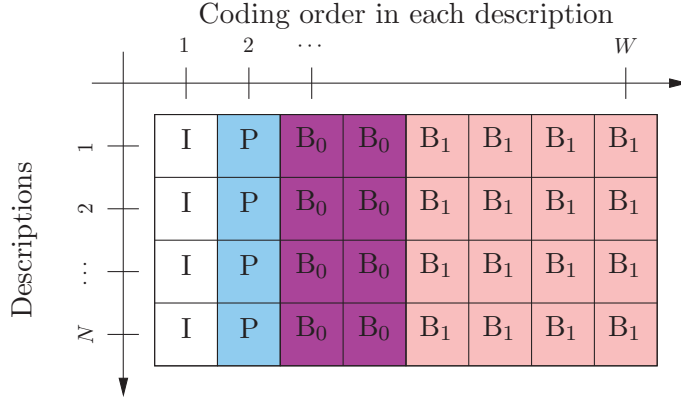 Coding order in each description
1 2 ⋯ W
Descriptions
1 I P B₀ B₀ B₁ B₁ B₁ B₁
2 I P B₀ B₀ B₁ B₁ B₁ B₁
⋯ I P B₀ B₀ B₁ B₁ B₁ B₁
N I P B₀ B₀ B₁ B₁ B₁ B₁